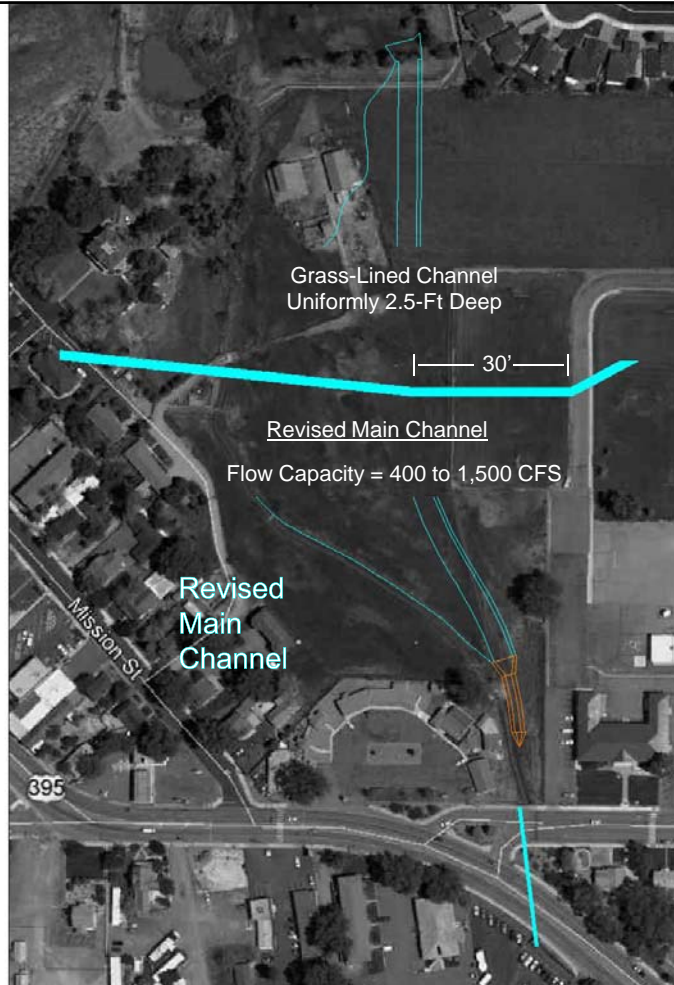 Grass-Lined Channel
Uniformly 2.5-Ft Deep
30'
Revised Main Channel
Flow Capacity = 400 to 1,500 CFS
Revised
Main
Channel
Mission St
395